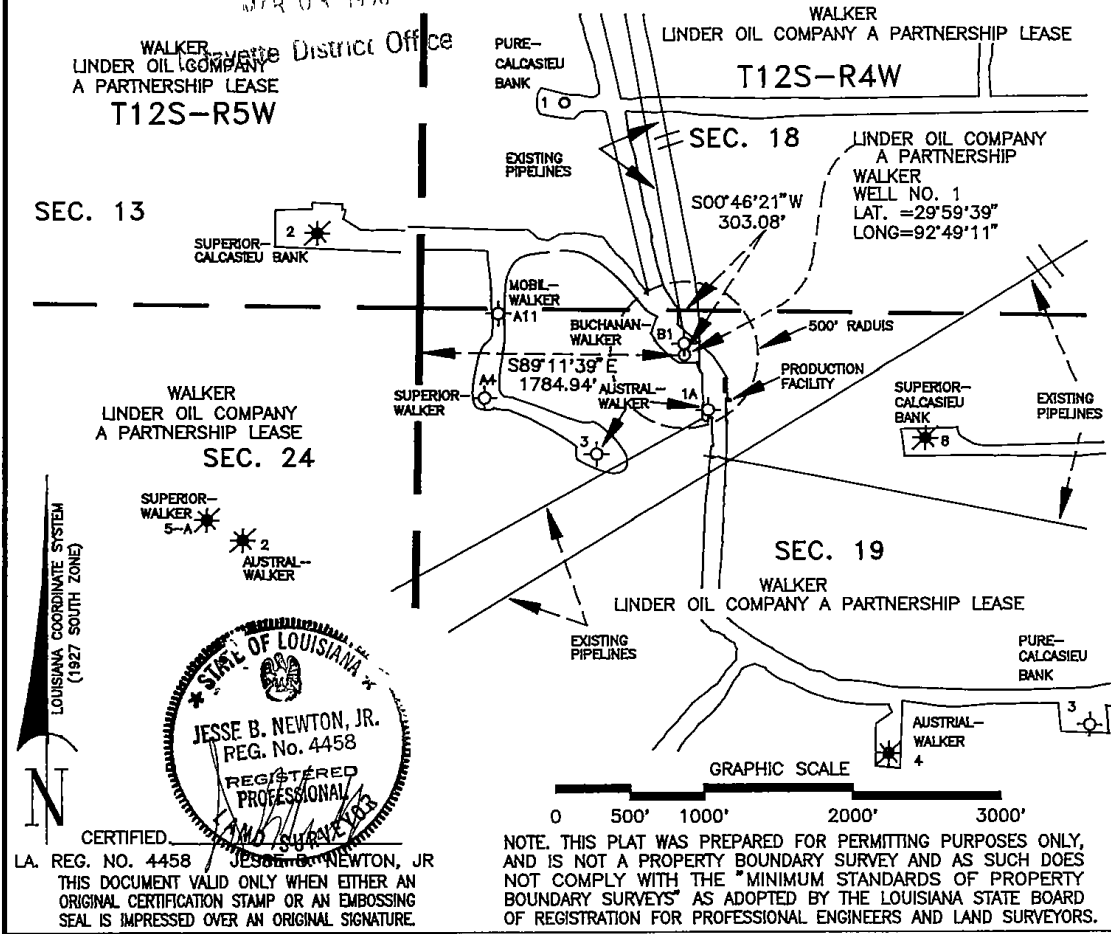 Lafayette District Office
WALKER
LINDER OIL COMPANY
A PARTNERSHIP LEASE
T12S-R5W
PURE-
CALCASIEU
BANK
1
WALKER
LINDER OIL COMPANY A PARTNERSHIP LEASE
T12S-R4W
SEC. 18
EXISTING
PIPELINES
LINDER OIL COMPANY
A PARTNERSHIP
WALKER
WELL NO. 1
LAT. =29°59'39"
LONG=92°49'11"
S00°46'21"W
303.08'
SEC. 13
2
SUPERIOR-
CALCASIEU BANK
MOBIL-
WALKER
A11
BUCHANAN-
WALKER
B1
500' RADUIS
S89°11'39"E
1784.94'
PRODUCTION
FACILITY
AUSTRAL-
WALKER
1A
A4
SUPERIOR-
WALKER
3
SUPERIOR-
CALCASIEU
BANK
8
EXISTING
PIPELINES
WALKER
LINDER OIL COMPANY
A PARTNERSHIP LEASE
SEC. 24
SUPERIOR-
WALKER
5-A
2
AUSTRAL-
WALKER
SEC. 19
WALKER
LINDER OIL COMPANY A PARTNERSHIP LEASE
EXISTING
PIPELINES
PURE-
CALCASIEU
BANK
3
AUSTRIAL-
WALKER
4
LOUISIANA COORDINATE SYSTEM
(1927 SOUTH ZONE)
N
STATE OF LOUISIANA
JESSE B. NEWTON, JR.
REG. No. 4458
REGISTERED
PROFESSIONAL
LAND SURVEYOR
GRAPHIC SCALE
0 500' 1000' 2000' 3000'
CERTIFIED
LA. REG. NO. 4458 JESSE B. NEWTON, JR
THIS DOCUMENT VALID ONLY WHEN EITHER AN
ORIGINAL CERTIFICATION STAMP OR AN EMBOSSING
SEAL IS IMPRESSED OVER AN ORIGINAL SIGNATURE.
NOTE. THIS PLAT WAS PREPARED FOR PERMITTING PURPOSES ONLY,
AND IS NOT A PROPERTY BOUNDARY SURVEY AND AS SUCH DOES
NOT COMPLY WITH THE "MINIMUM STANDARDS OF PROPERTY
BOUNDARY SURVEYS" AS ADOPTED BY THE LOUISIANA STATE BOARD
OF REGISTRATION FOR PROFESSIONAL ENGINEERS AND LAND SURVEYORS.